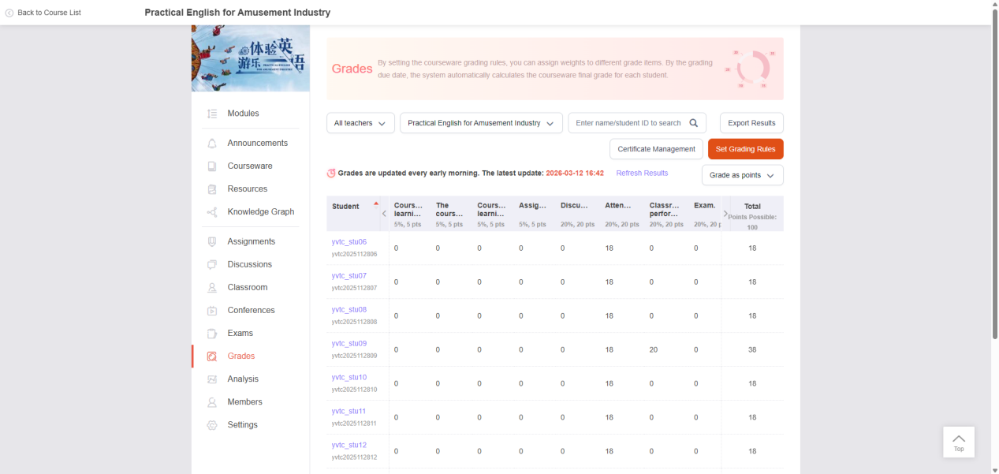 Back to Course List
Practical English for Amusement Industry
体验英
游乐
语
PRACTICAL ENGLISH
FOR AMUSEMENT INDUSTRY
Grades
By setting the courseware grading rules, you can assign weights to different grade items. By the grading
due date, the system automatically calculates the courseware final grade for each student.
Modules
Announcements
Courseware
Resources
Knowledge Graph
Assignments
Discussions
Classroom
Conferences
Exams
Grades
Analysis
Members
Settings
All teachers
Practical English for Amusement Industry
Enter name/student ID to search
Export Results
Certificate Management
Set Grading Rules
Grades are updated every early morning. The latest update: 2026-03-12 16:42
Refresh Results
Grade as points
Student Cours... learni... The cours... Cours... learni... Assig... Discu... Atten... Classr... perfor... Exam. Total
5%, 5 pts 5%, 5 pts 5%, 5 pts 5%, 5 pts 20%, 20 pts 20%, 20 pts 20%, 20 pts 20%, 20 p Points Possible: 100
yvtc_stu06 0 0 0 0 0 18 0 0 18
yvtc2025112806
yvtc_stu07 0 0 0 0 0 18 0 0 18
yvtc2025112807
yvtc_stu08 0 0 0 0 0 18 0 0 18
yvtc2025112808
yvtc_stu09 0 0 0 0 0 18 20 0 38
yvtc2025112809
yvtc_stu10 0 0 0 0 0 18 0 0 18
yvtc2025112810
yvtc_stu11 0 0 0 0 0 18 0 0 18
yvtc2025112811
yvtc_stu12 0 0 0 0 0 18 0 0 18
yvtc2025112812
Top